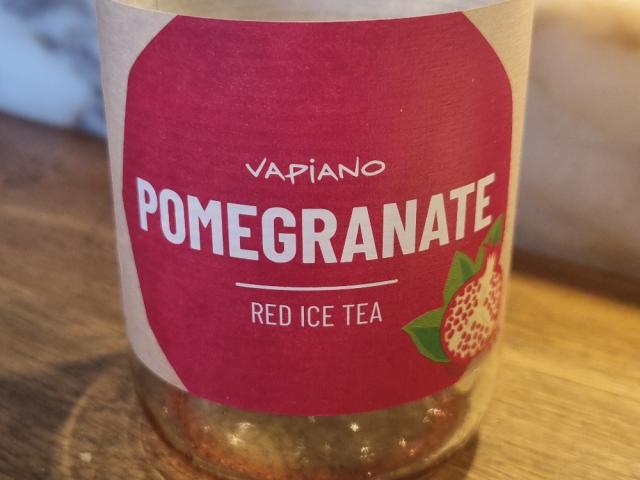 VAPiANO
POMEGRANATE
RED ICE TEA